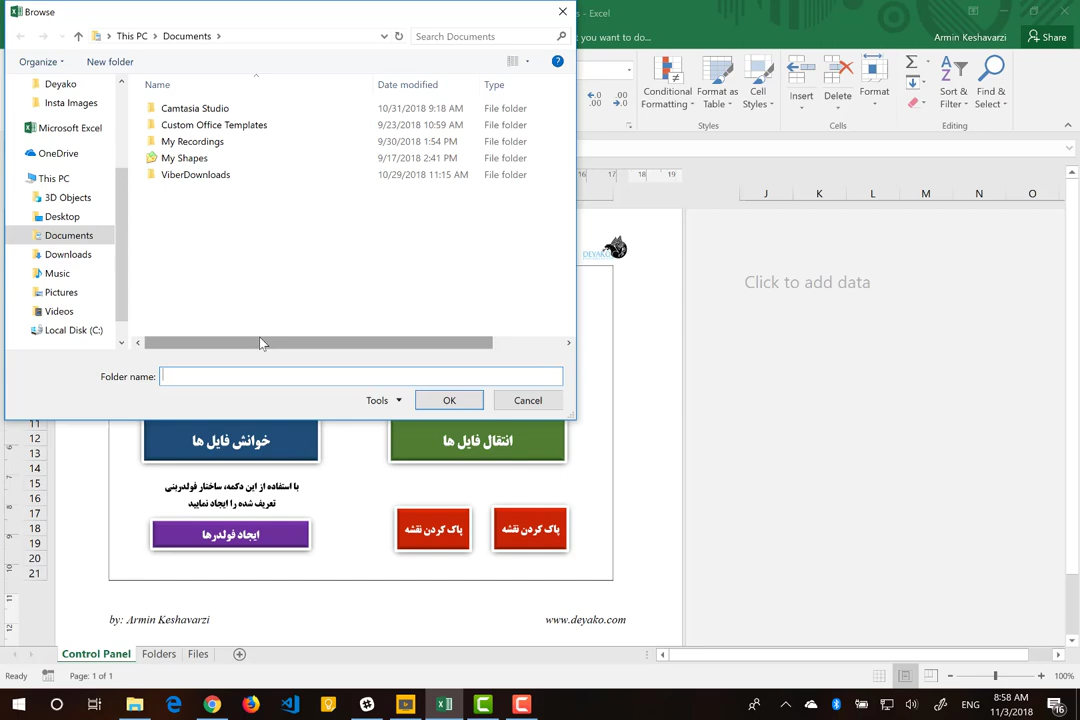 Browse
s - Excel
This PC > Documents >
Search Documents
t you want to do...
Armin Keshavarzi
Share
Organize
New folder
Name
Date modified
Type
Deyako
Insta Images
Microsoft Excel
OneDrive
This PC
3D Objects
Desktop
Documents
Downloads
Music
Pictures
Videos
Local Disk (C:)
Camtasia Studio 10/31/2018 9:18 AM File folder
Custom Office Templates 9/23/2018 10:59 AM File folder
My Recordings 9/30/2018 1:54 PM File folder
My Shapes 9/17/2018 2:41 PM File folder
ViberDownloads 10/29/2018 11:15 AM File folder
Folder name:
Tools
OK
Cancel
Conditional Formatting
Format as Table
Cell Styles
Insert
Delete
Format
Sort & Filter
Find & Select
Styles
Cells
Editing
16 17 18 19
J K L M N O
DEYAKO
Click to add data
11
12
13
14
15
16
17
18
19
20
21
خوانش فایل ها
انتقال فایل ها
با استفاده از این دکمه، ساختار فولدربندی
تعریف شده را ایجاد نمایید
ایجاد فولدرها
پاک کردن نقشه
پاک کردن نقشه
by: Armin Keshavarzi
www.deyako.com
Control Panel
Folders
Files
Ready
Page: 1 of 1
100%
ENG
8:58 AM
11/3/2018
16